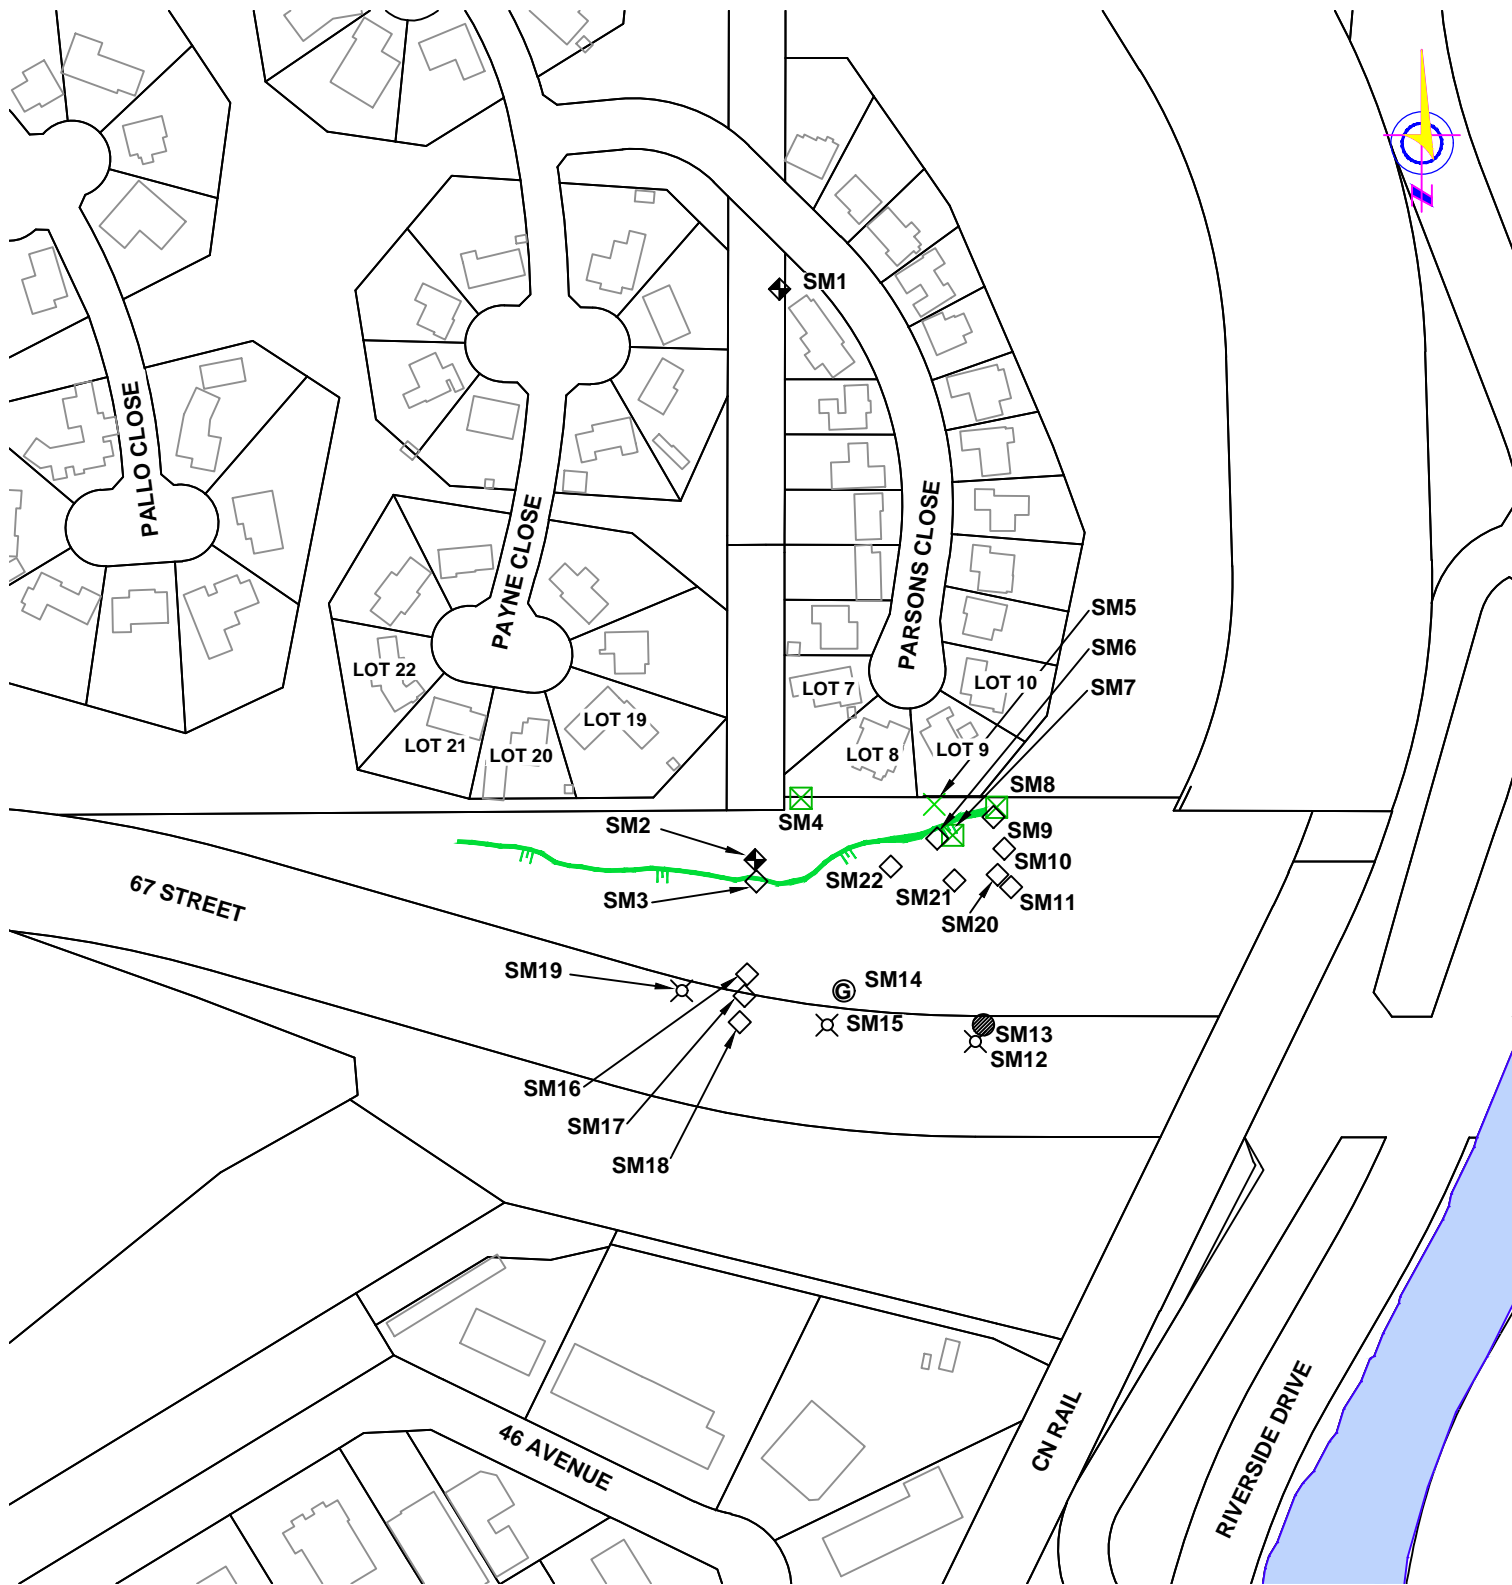 N
SM1
PALLO CLOSE
PAYNE CLOSE
PARSONS CLOSE
SM5
SM6
SM7
LOT 22
LOT 7
LOT 10
LOT 19
LOT 21
LOT 20
LOT 8
LOT 9
SM8
SM2
SM4
SM9
SM10
SM3
SM22
SM21
SM11
SM20
67 STREET
SM19
SM14
G
SM15
SM13
SM12
SM16
SM17
SM18
46 AVENUE
CN RAIL
RIVERSIDE DRIVE